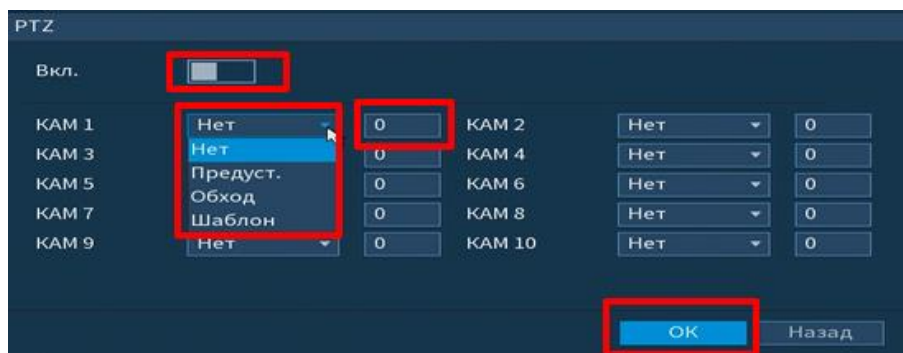 PTZ
Вкл.
КАМ 1 Нет 0 КАМ 2 Нет 0
КАМ 3 Нет 0 КАМ 4 Нет 0
КАМ 5 Предуст. 0 КАМ 6 Нет 0
Обход
КАМ 7 Шаблон 0 КАМ 8 Нет 0
КАМ 9 Нет 0 КАМ 10 Нет 0
ОК Назад